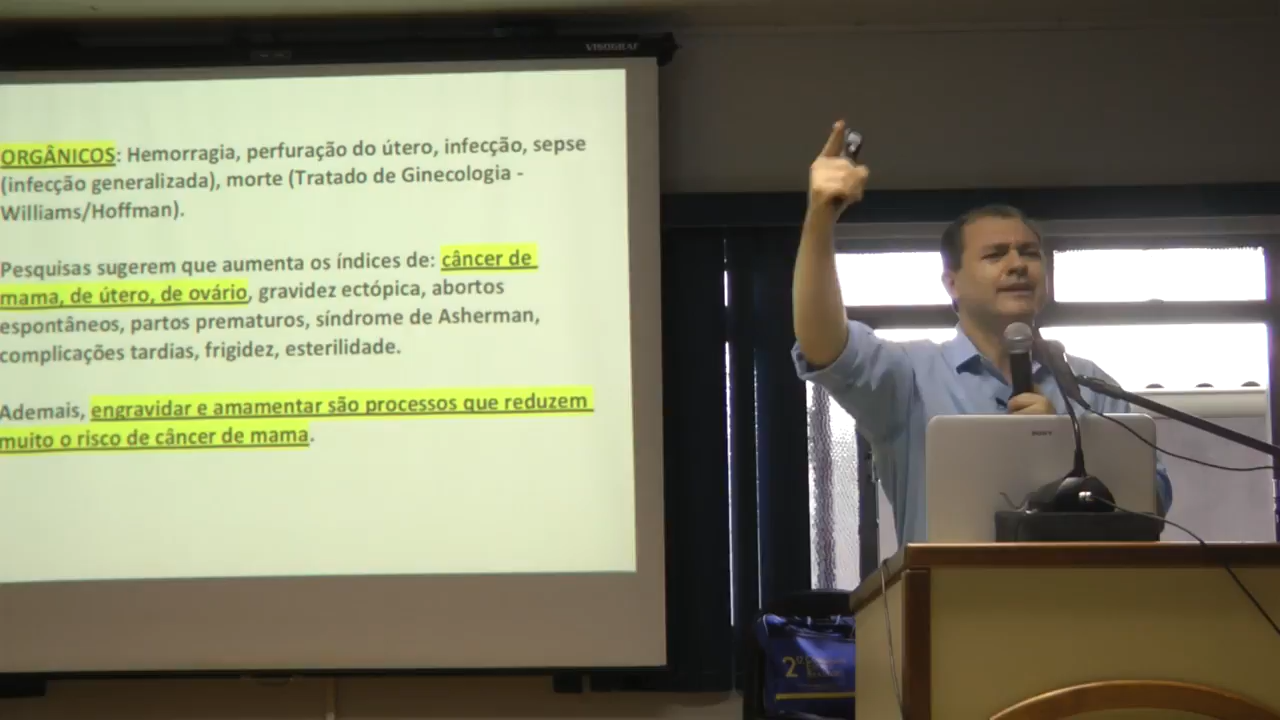 VISOGRAF
ORGÂNICOS: Hemorragia, perfuração do útero, infecção, sepse
(infecção generalizada), morte (Tratado de Ginecologia -
Williams/Hoffman).
Pesquisas sugerem que aumenta os índices de: câncer de
mama, de útero, de ovário, gravidez ectópica, abortos
espontâneos, partos prematuros, síndrome de Asherman,
complicações tardias, frigidez, esterilidade.
Ademais, engravidar e amamentar são processos que reduzem
muito o risco de câncer de mama.
SONY
2º